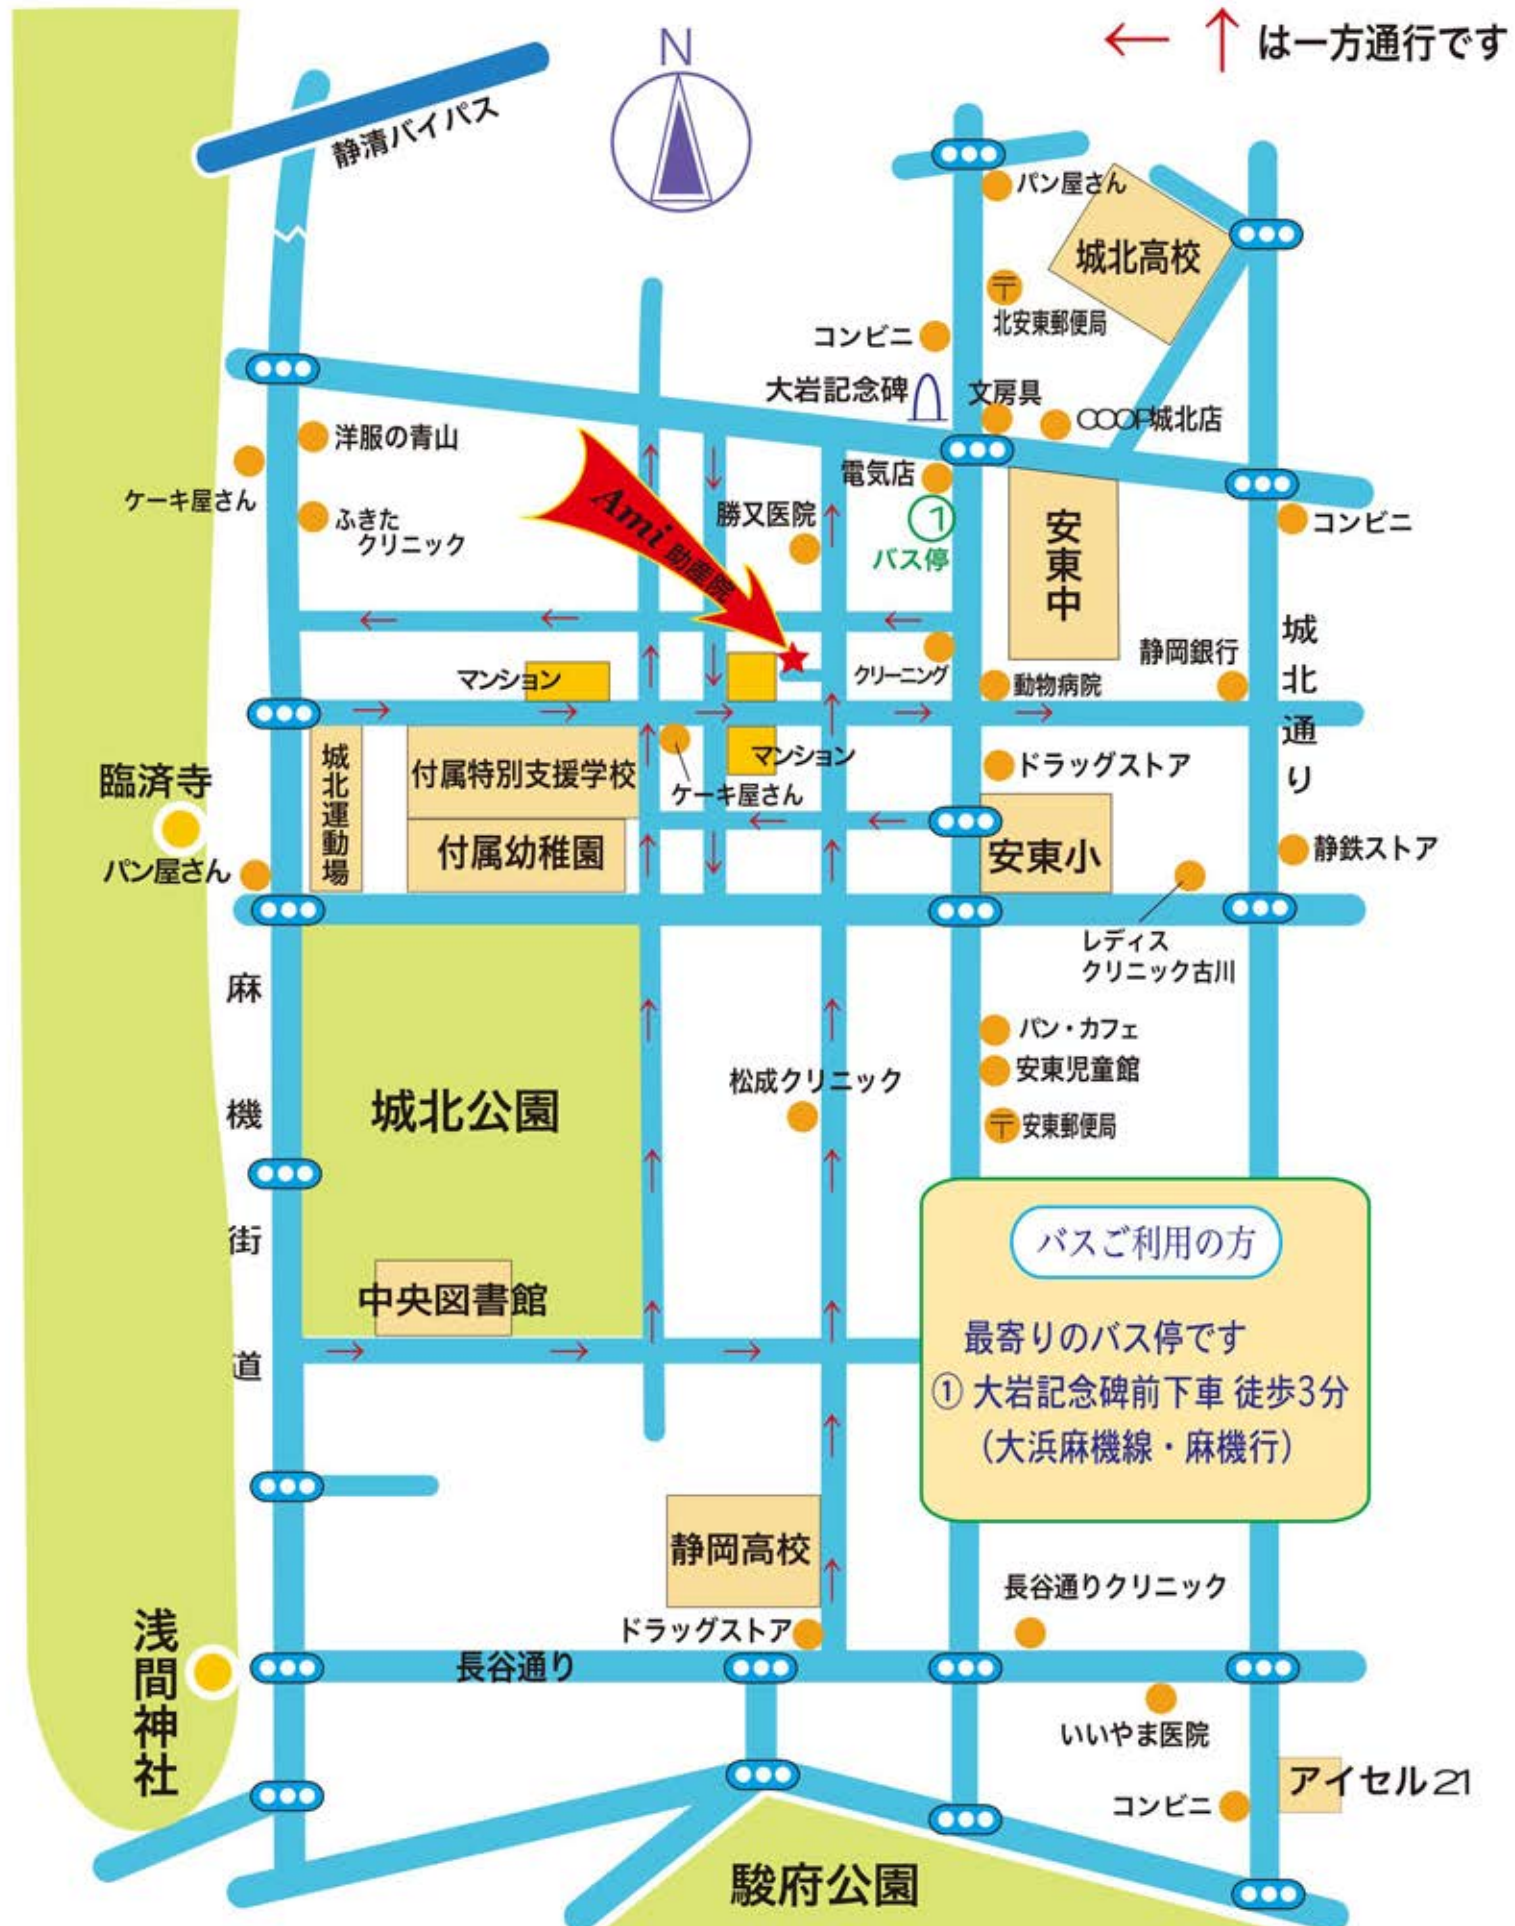 ← ↑ は一方通行です
N
静清バイパス
パン屋さん
城北高校
〒
北安東郵便局
コンビニ
大岩記念碑
文房具
COOP城北店
洋服の青山
ケーキ屋さん
ふきた
クリニック
Ami 助産院
勝又医院
電気店
1
バス停
安東中
コンビニ
城北通り
マンション
クリーニング
動物病院
静岡銀行
臨済寺
城北運動場
付属特別支援学校
マンション
ケーキ屋さん
ドラッグストア
付属幼稚園
安東小
静鉄ストア
パン屋さん
レディス
クリニック古川
麻機街道
城北公園
松成クリニック
パン・カフェ
安東児童館
〒安東郵便局
中央図書館
バスご利用の方
最寄りのバス停です
① 大岩記念碑前下車 徒歩3分
（大浜麻機線・麻機行）
静岡高校
ドラッグストア
長谷通りクリニック
浅間神社
長谷通り
いいやま医院
アイセル21
コンビニ
駿府公園